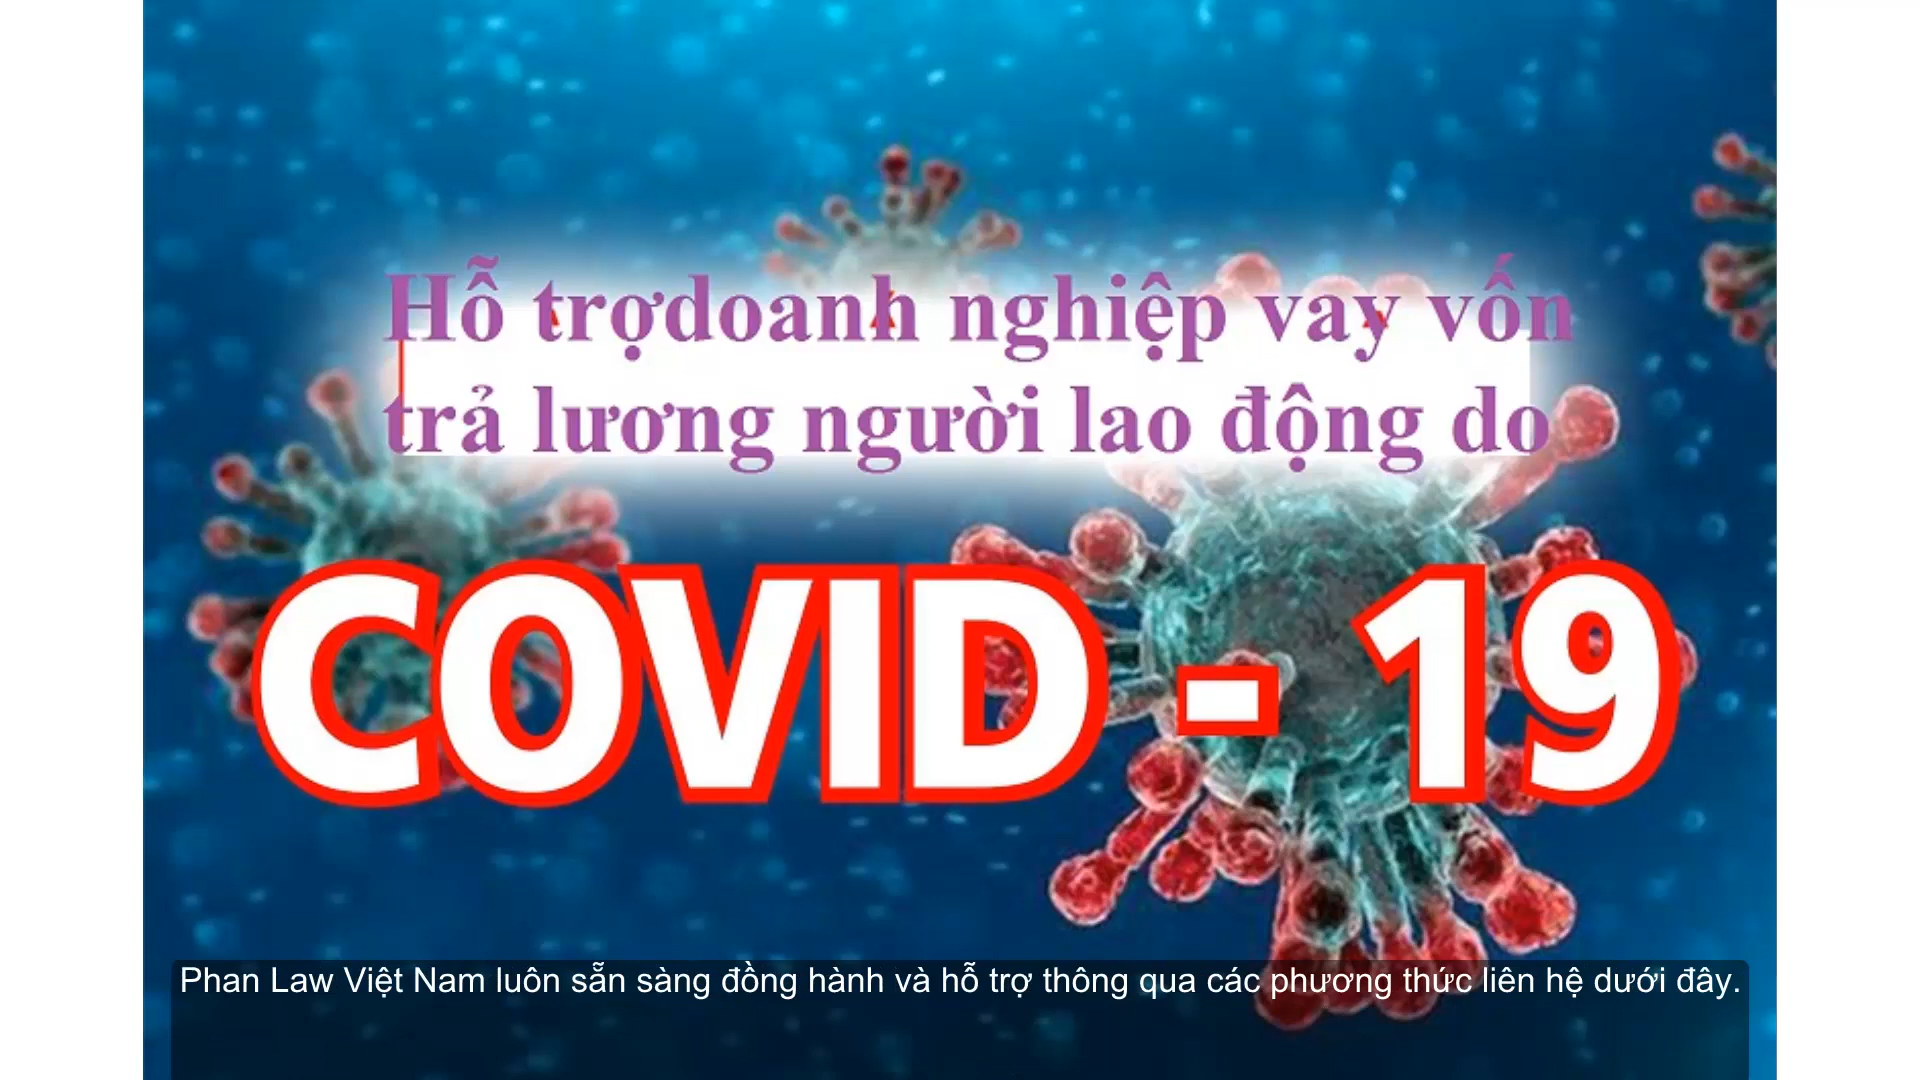 Hỗ trợdoanh nghiệp vay vốn
trả lương người lao động do
COVID - 19
Phan Law Việt Nam luôn sẵn sàng đồng hành và hỗ trợ thông qua các phương thức liên hệ dưới đây.